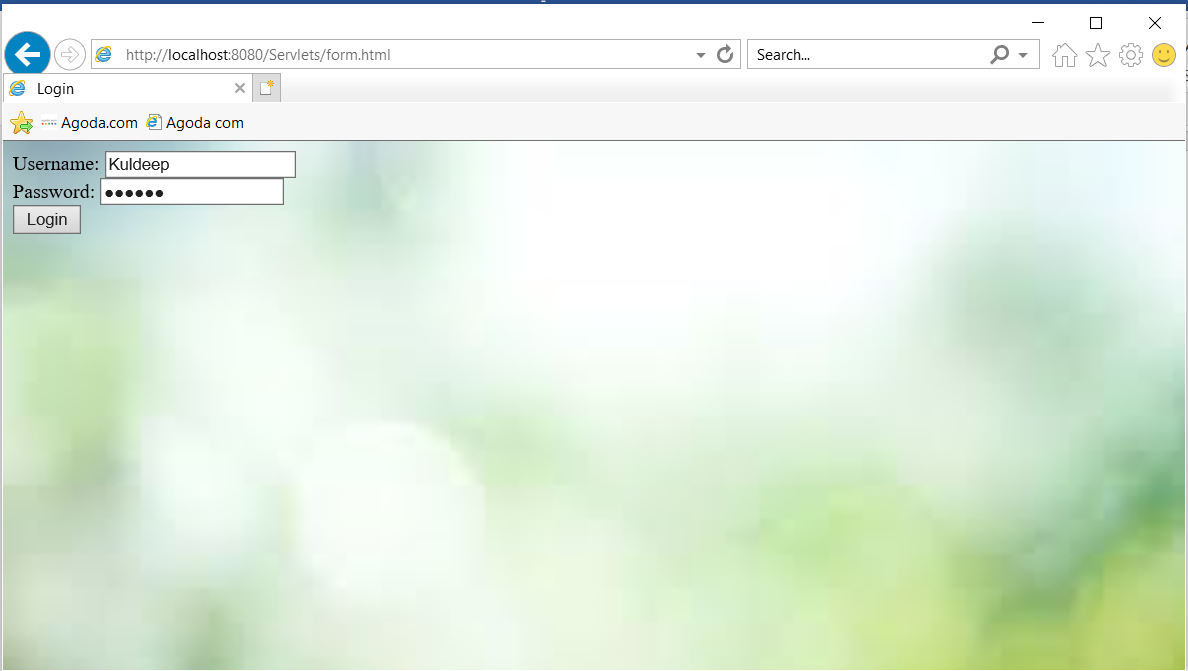 http://localhost:8080/Servlets/form.html Search...
Login
Agoda.com Agoda com
Username: Kuldeep
Password: ●●●●●●
Login